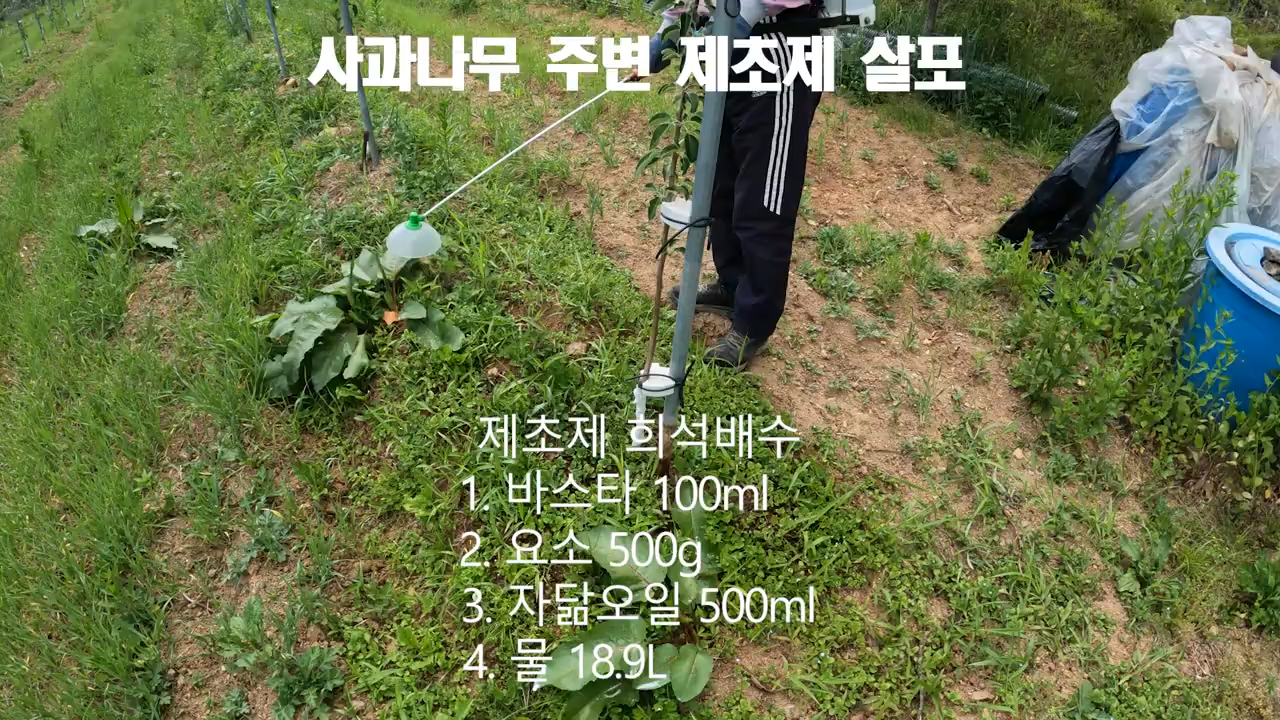 사과나무 주변 제초제 살포
제초제 희석배수
1. 바스타 100ml
2. 요소 500g
3. 자닮오일 500ml
4. 물 18.9L